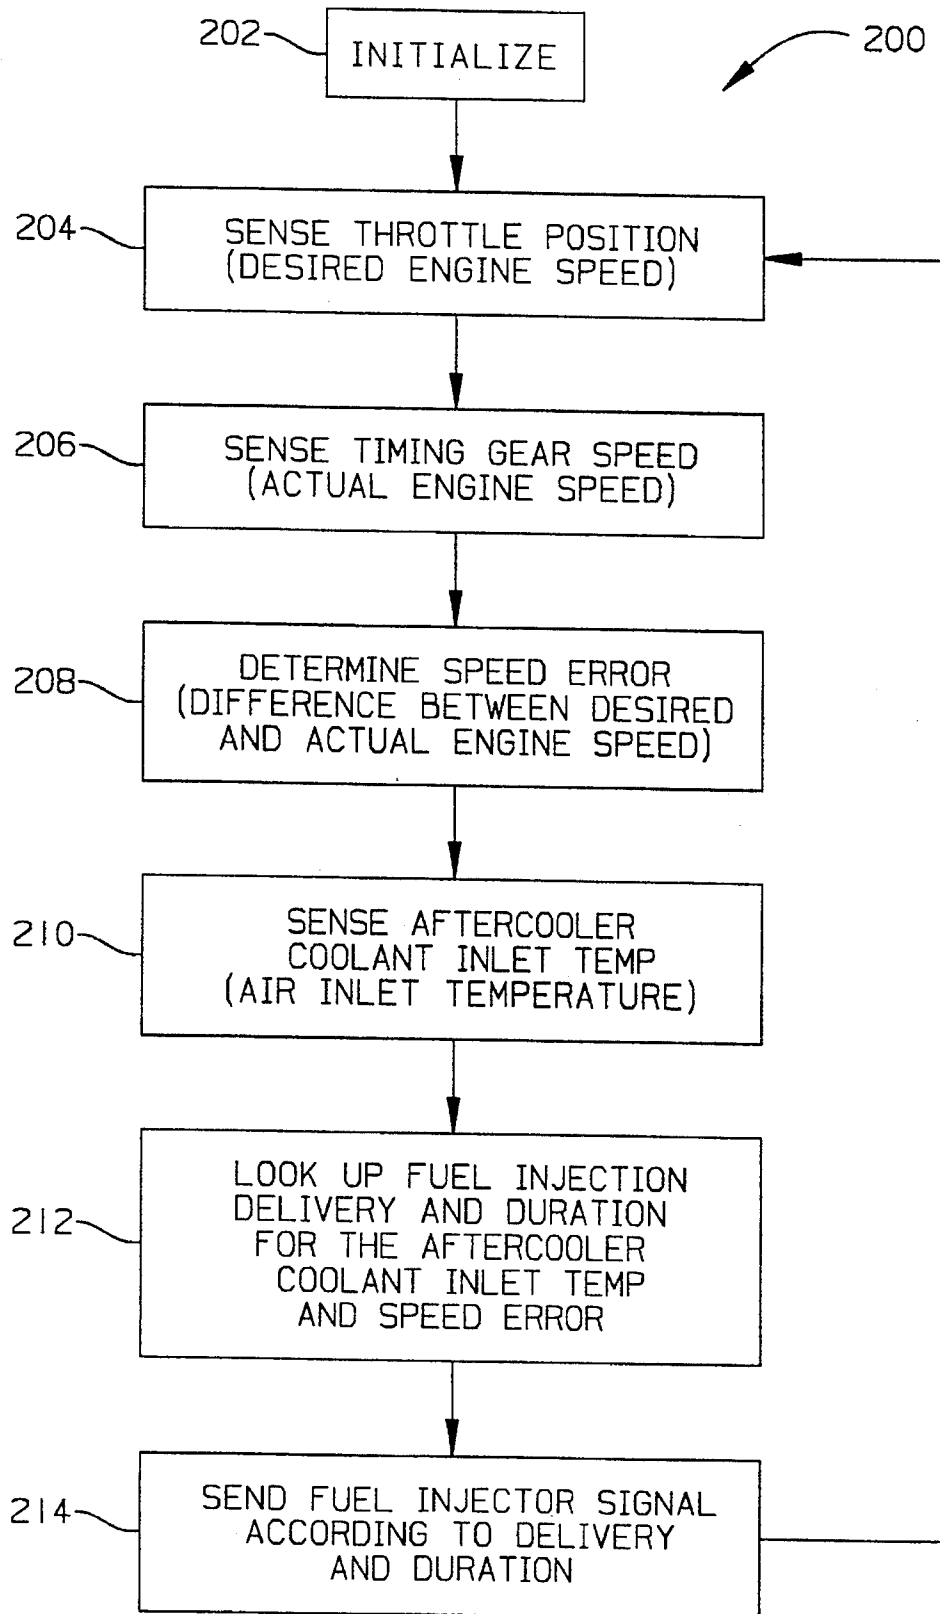 202
INITIALIZE
200
204
SENSE THROTTLE POSITION
(DESIRED ENGINE SPEED)
206
SENSE TIMING GEAR SPEED
(ACTUAL ENGINE SPEED)
208
DETERMINE SPEED ERROR
(DIFFERENCE BETWEEN DESIRED
AND ACTUAL ENGINE SPEED)
210
SENSE AFTERCOOLER
COOLANT INLET TEMP
(AIR INLET TEMPERATURE)
212
LOOK UP FUEL INJECTION
DELIVERY AND DURATION
FOR THE AFTERCOOLER
COOLANT INLET TEMP
AND SPEED ERROR
214
SEND FUEL INJECTOR SIGNAL
ACCORDING TO DELIVERY
AND DURATION